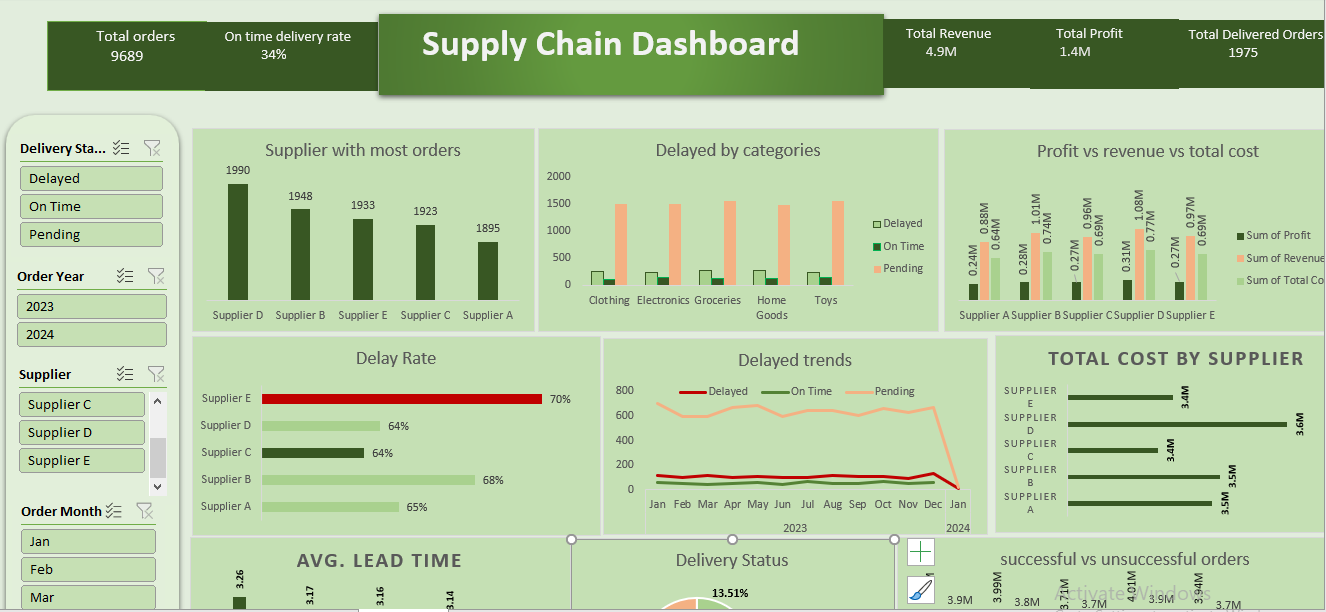 Total orders
9689
On time delivery rate
34%
Supply Chain Dashboard
Total Revenue
4.9M
Total Profit
1.4M
Total Delivered Orders
1975
Delivery Sta...
Delayed
On Time
Pending
Order Year
2023
2024
Supplier
Supplier C
Supplier D
Supplier E
Order Month
Jan
Feb
Mar
Supplier with most orders
1990
1948
1933
1923
1895
Supplier D Supplier B Supplier E Supplier C Supplier A
Delayed by categories
2000
1500
1000
500
0
Clothing Electronics Groceries Home Goods Toys
Delayed
On Time
Pending
Profit vs revenue vs total cost
0.24M 0.88M 0.64M
0.28M 1.01M 0.74M
0.27M 0.96M 0.69M
0.31M 1.08M 0.77M
0.27M 0.97M 0.69M
Supplier A Supplier B Supplier C Supplier D Supplier E
Sum of Profit
Sum of Revenue
Sum of Total Co
Delay Rate
Supplier E 70%
Supplier D 64%
Supplier C 64%
Supplier B 68%
Supplier A 65%
Delayed trends
Delayed On Time Pending
800
600
400
200
0
Jan Feb Mar Apr May Jun Jul Aug Sep Oct Nov Dec Jan
2023 2024
TOTAL COST BY SUPPLIER
SUPPLIER E 3.4M
SUPPLIER D 3.6M
SUPPLIER C 3.4M
SUPPLIER B 3.5M
SUPPLIER A 3.5M
AVG. LEAD TIME
3.26
3.17
3.16
3.14
Delivery Status
13.51%
successful vs unsuccessful orders
3.9M
3.99M
3.8M
3.71M
3.7M
4.01M
3.9M
3.94M
3.7M
Activate Windows